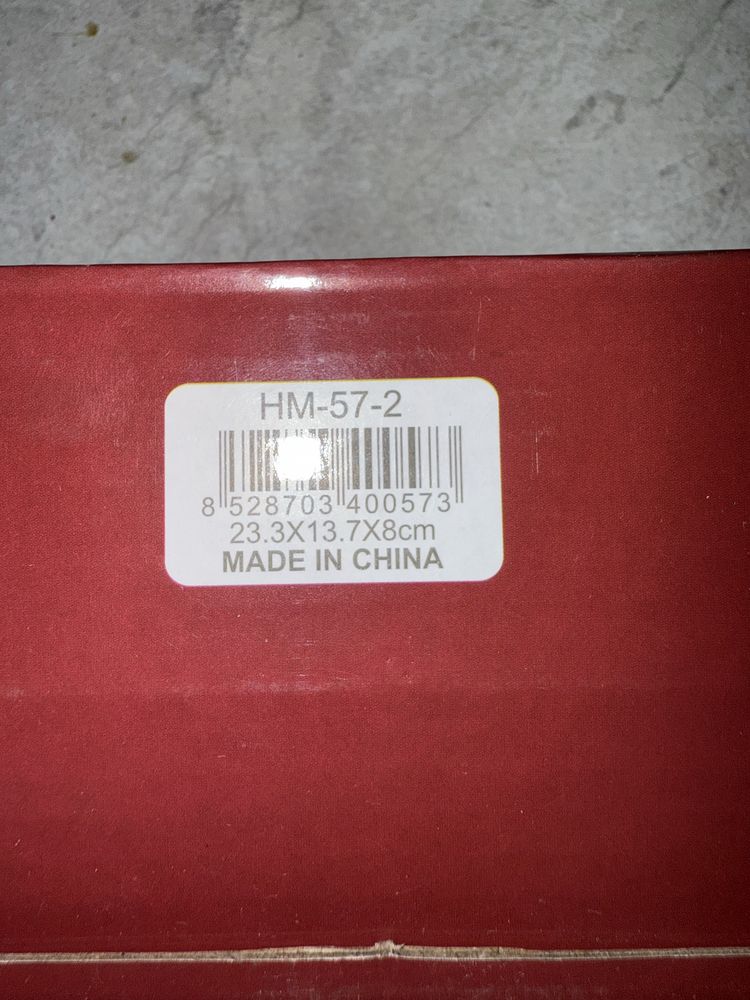 HM-57-2
8 528703 400573
23.3X13.7X8cm
MADE IN CHINA